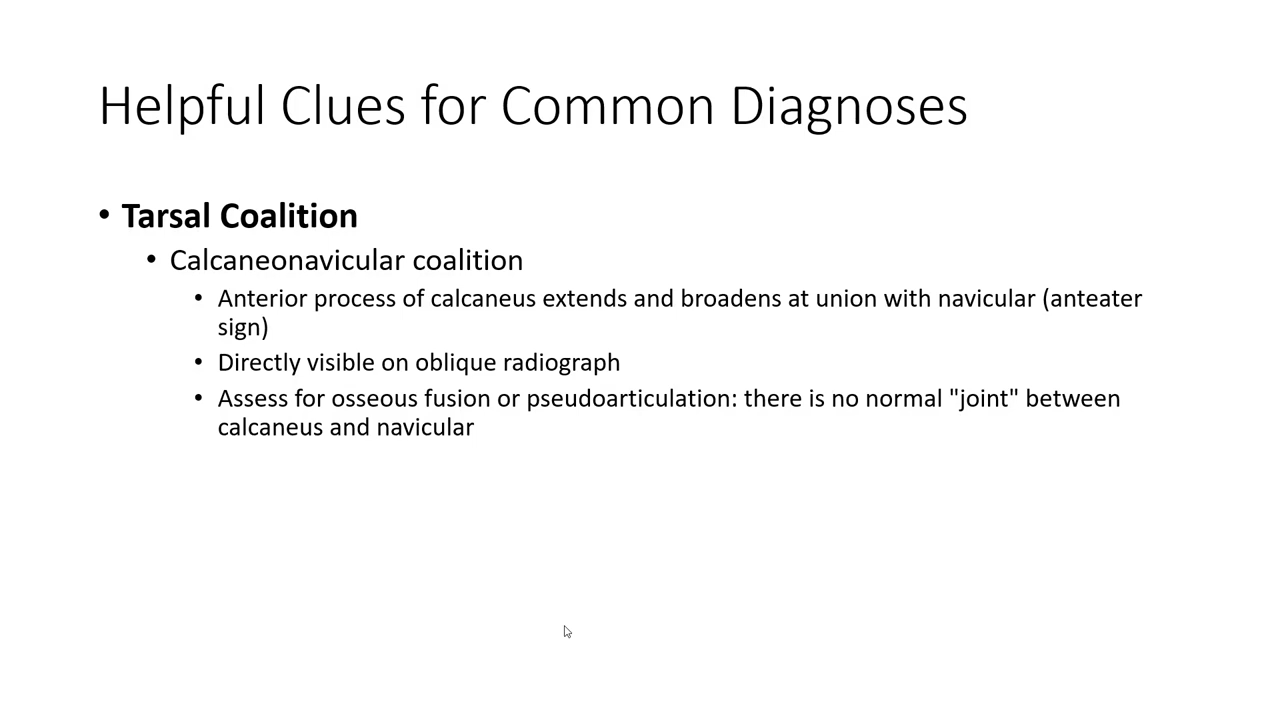 Helpful Clues for Common Diagnoses
• Tarsal Coalition
• Calcaneonavicular coalition
• Anterior process of calcaneus extends and broadens at union with navicular (anteater
sign)
• Directly visible on oblique radiograph
• Assess for osseous fusion or pseudoarticulation: there is no normal "joint" between
calcaneus and navicular